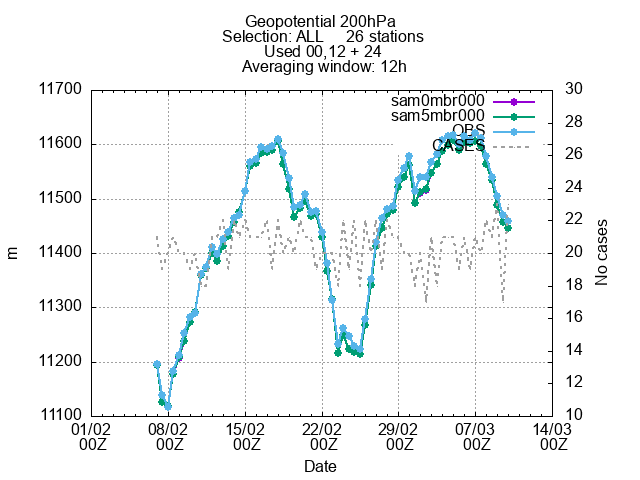 Geopotential 200hPa
Selection: ALL 26 stations
Used 00,12 + 24
Averaging window: 12h
11700
11600
11500
11400
11300
11200
11100
m
30
28
26
24
22
20
18
16
14
12
10
No cases
sam0mbr000
sam5mbr000
OBS
CASES
01/02 08/02 15/02 22/02 29/02 07/03 14/03
00Z 00Z 00Z 00Z 00Z 00Z 00Z
Date